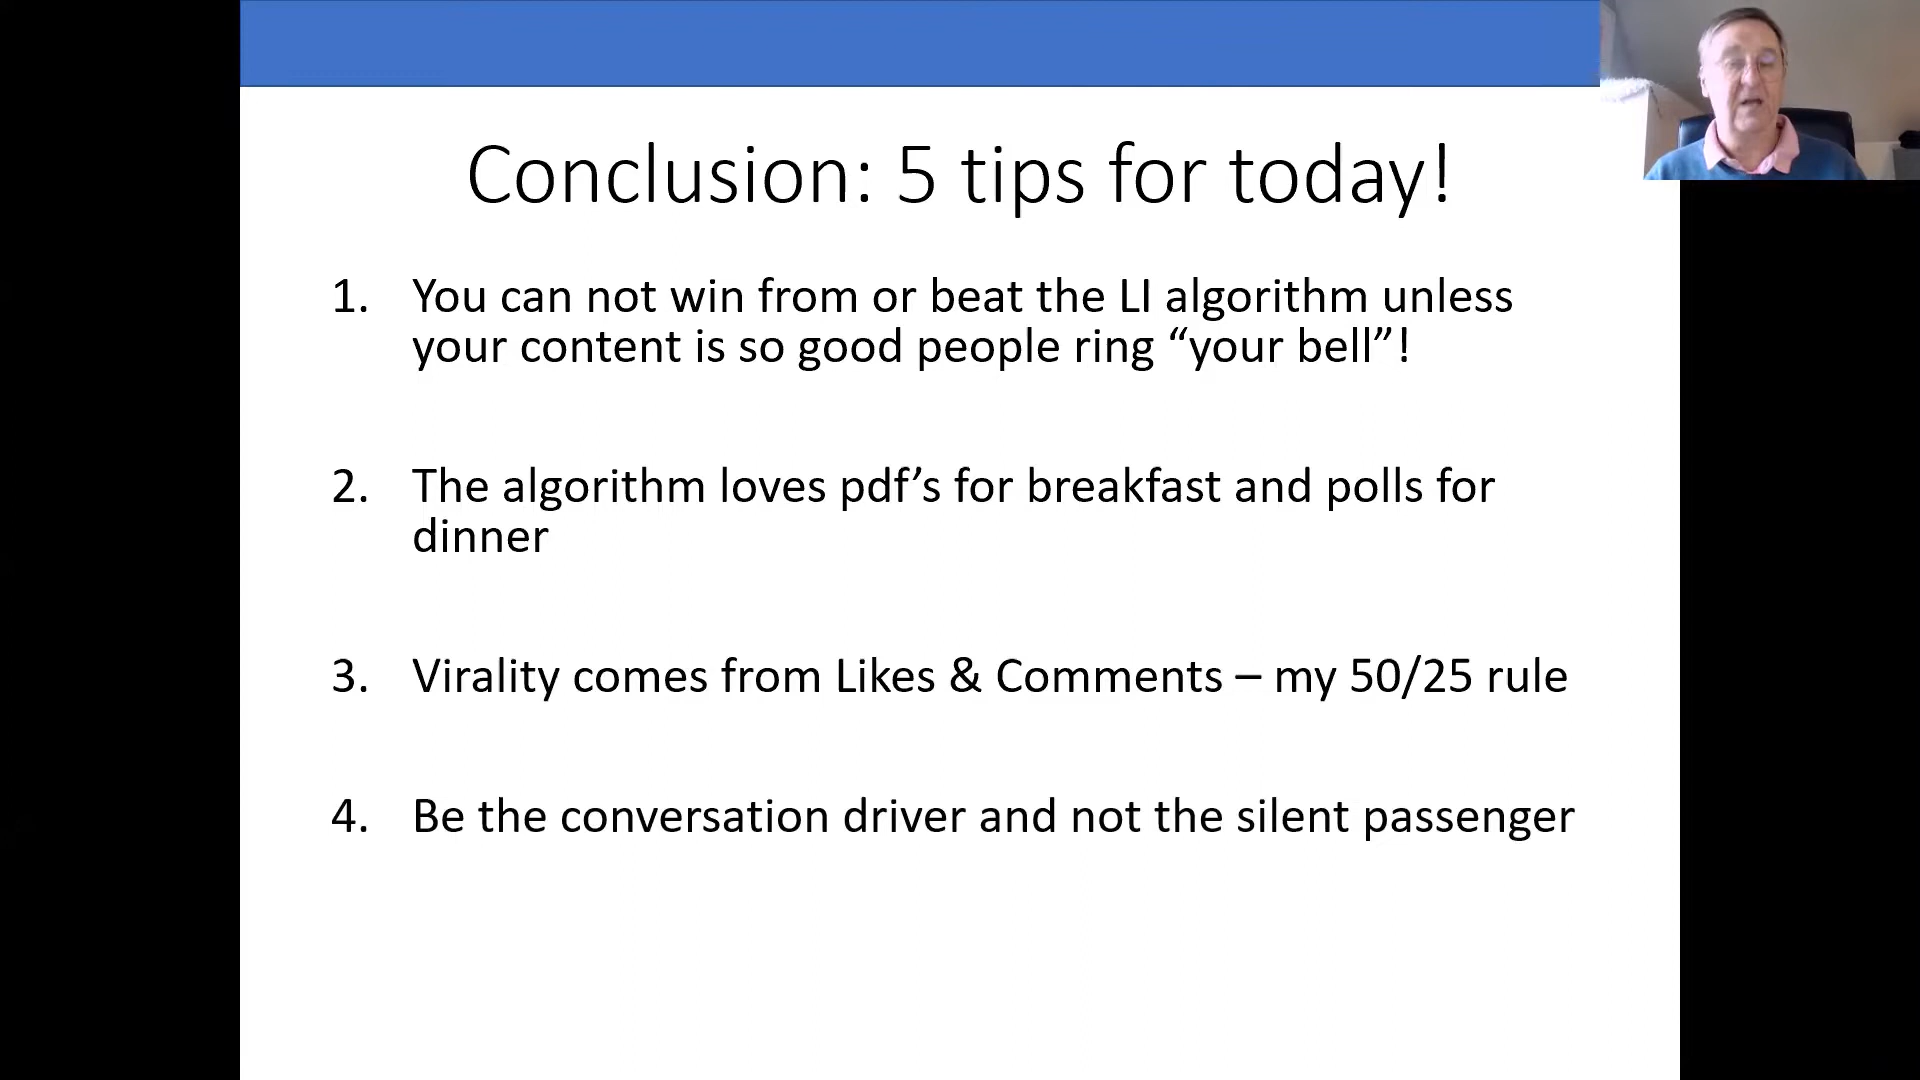 Conclusion: 5 tips for today!
1. You can not win from or beat the LI algorithm unless
your content is so good people ring “your bell”!
2. The algorithm loves pdf’s for breakfast and polls for
dinner
3. Virality comes from Likes & Comments – my 50/25 rule
4. Be the conversation driver and not the silent passenger